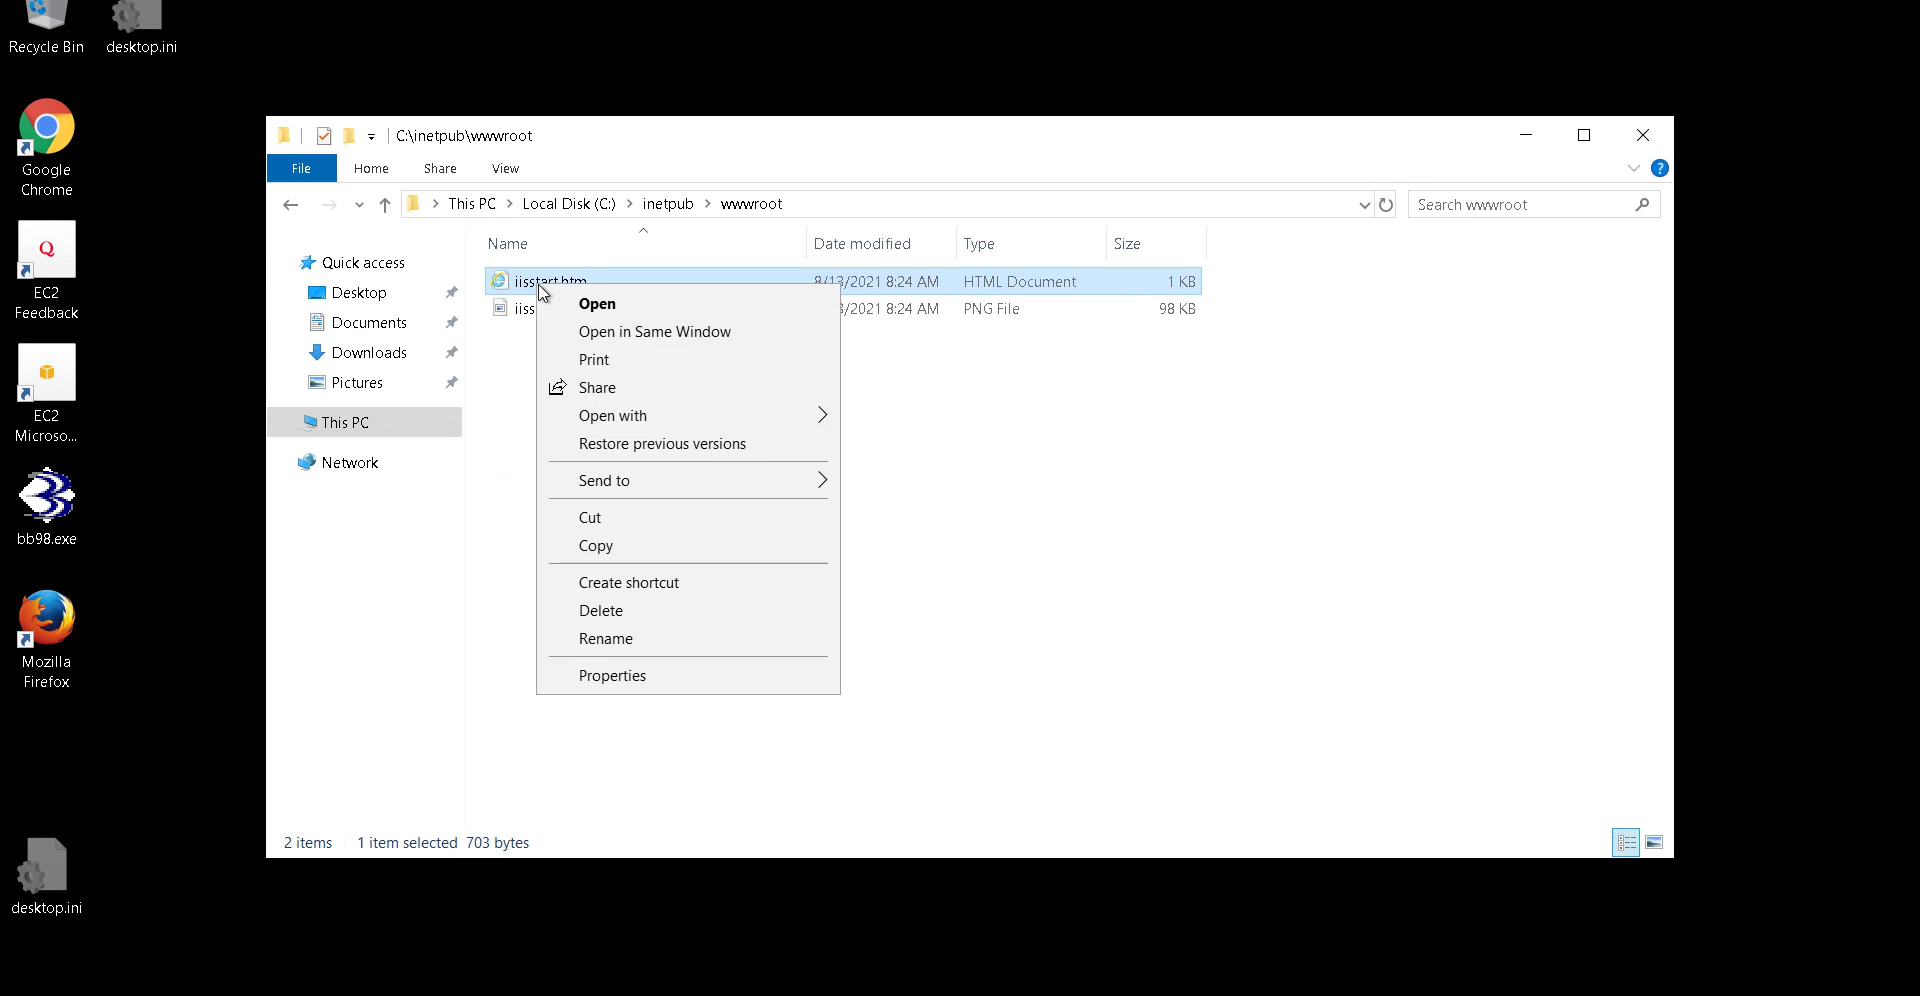 Recycle Bin
desktop.ini
Google
Chrome
Q
EC2
Feedback
EC2
Microso...
bb98.exe
Mozilla
Firefox
desktop.ini
C:\inetpub\wwwroot
File Home Share View
?
This PC > Local Disk (C:) > inetpub > wwwroot
Search wwwroot
Quick access
Desktop
Documents
Downloads
Pictures
This PC
Network
Name Date modified Type Size
iisstart.htm 8/13/2021 8:24 AM HTML Document 1 KB
iiss 3/2021 8:24 AM PNG File 98 KB
Open
Open in Same Window
Print
Share
Open with
Restore previous versions
Send to
Cut
Copy
Create shortcut
Delete
Rename
Properties
2 items 1 item selected 703 bytes